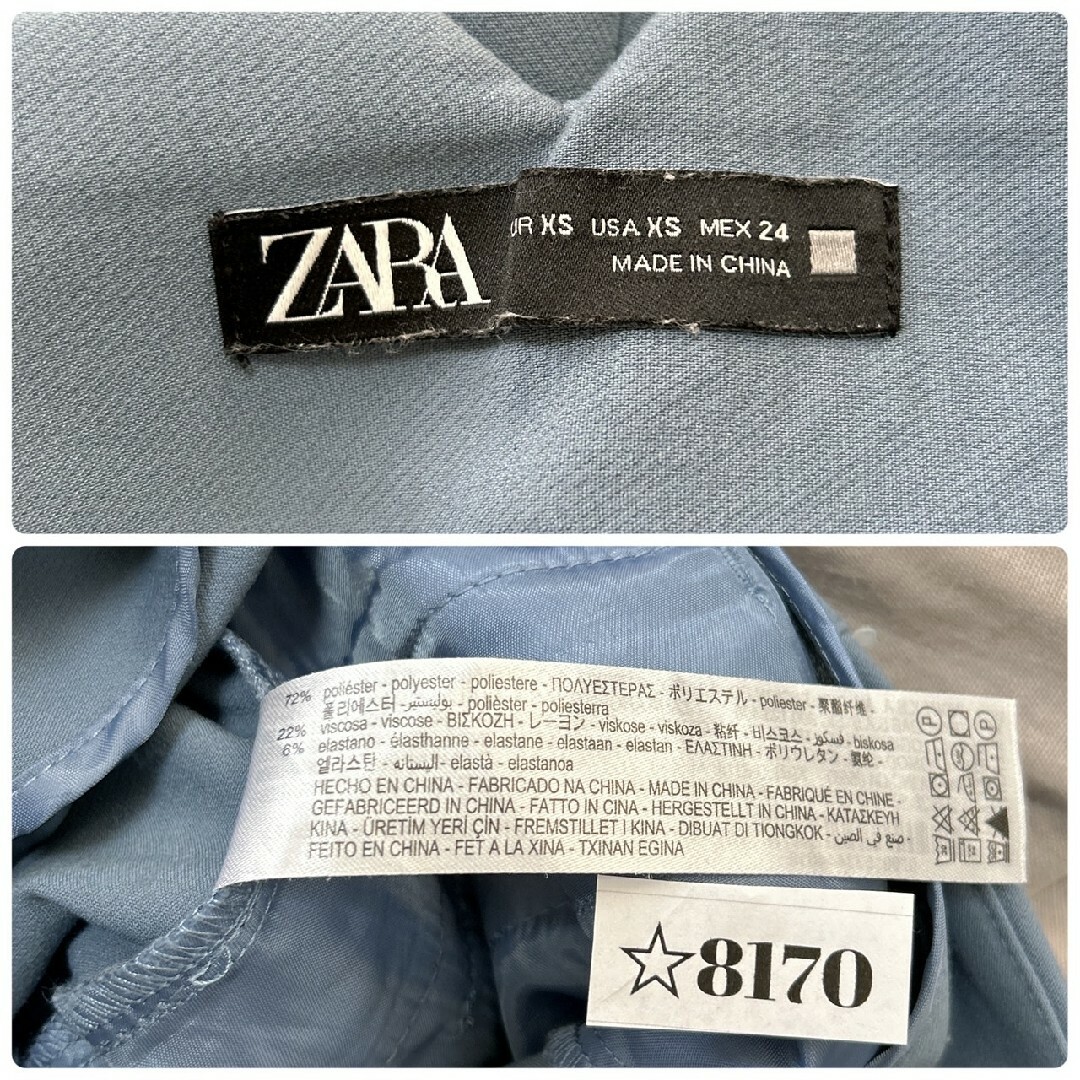 ZARA
UR XS USA XS MEX 24
MADE IN CHINA
72% poliéster - polyester - poliestere - ΠΟΛΥΕΣΤΕΡΑΣ - ポリエステル - poliester - 聚酯纤维 -
폴리에스터 - بوليستير - polièster - poliesterra
22% viscosa - viscose - ΒΙΣΚΟΖΗ - レーヨン - viskose - viskoza - 粘纤 - 비스코스 - فسكوز - biskosa
6% elastano - élasthanne - elastane - elastaan - elastan - ΕΛΑΣΤΙΝΗ - ポリウレタン - 氨纶 -
엘라스탄 - اليستانه - elastà - elastanoa
HECHO EN CHINA - FABRICADO NA CHINA - MADE IN CHINA - FABRIQUÉ EN CHINE -
GEFABRICEERD IN CHINA - FATTO IN CINA - HERGESTELLT IN CHINA - ΚΑΤΑΣΚΕΥΗ
ΚΙΝΑ - ÜRETİM YERİ ÇİN - FREMSTILLET I KINA - DIBUAT DI TIONGKOK - صنع في الصين -
FEITO EN CHINA - FET A LA XINA - TXINAN EGINA
☆8170